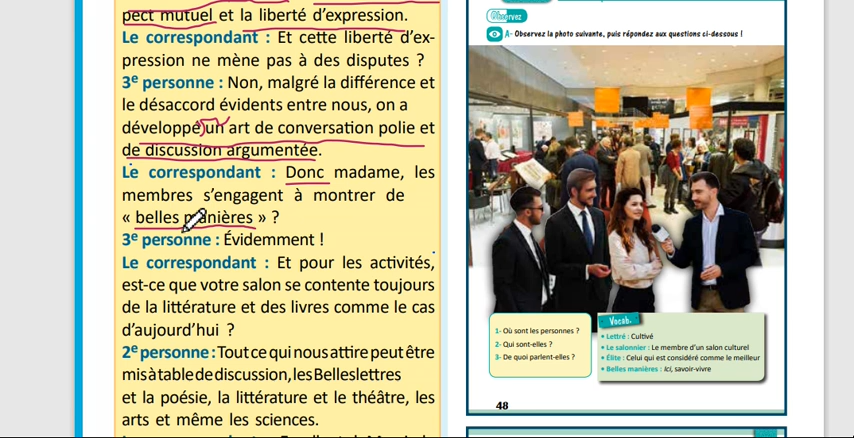 pect mutuel et la liberté d'expression.
Le correspondant : Et cette liberté d'ex-
pression ne mène pas à des disputes ?
3e personne : Non, malgré la différence et
le désaccord évidents entre nous, on a
développé un art de conversation polie et
de discussion argumentée.
Le correspondant : Donc madame, les
membres s'engagent à montrer de
« belles manières » ?
3e personne : Évidemment !
Le correspondant : Et pour les activités,
est-ce que votre salon se contente toujours
de la littérature et des livres comme le cas
d'aujourd'hui ?
2e personne : Tout ce qui nous attire peut être
mis à table de discussion, les Belles lettres
et la poésie, la littérature et le théâtre, les
arts et même les sciences.
Observez
A- Observez la photo suivante, puis répondez aux questions ci-dessous !
1- Où sont les personnes ?
2- Qui sont-elles ?
3- De quoi parlent-elles ?
Vocab.
• Lettré : Cultivé
• Le salonnier : Le membre d'un salon culturel
• Élite : Celui qui est considéré comme le meilleur
• Belles manières : Ici, savoir-vivre
48